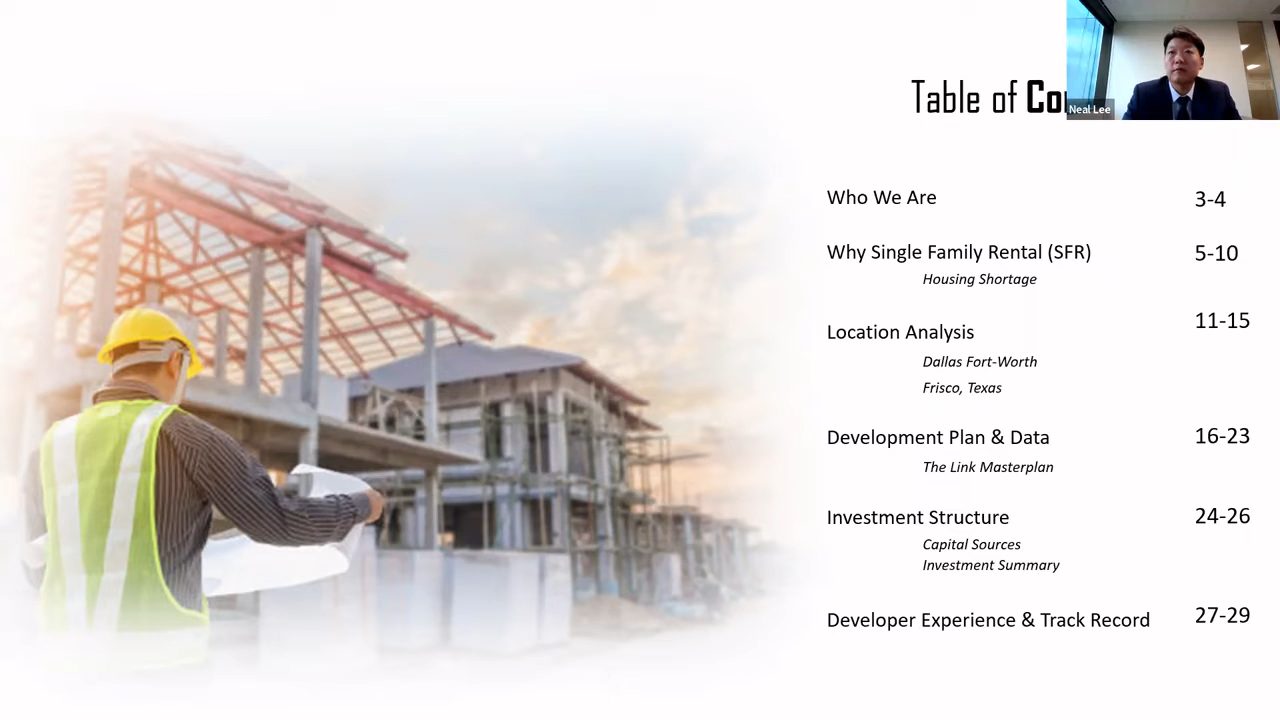 Table of
Neal Lee
Who We Are 3-4
Why Single Family Rental (SFR) 5-10
Housing Shortage
Location Analysis 11-15
Dallas Fort-Worth
Frisco, Texas
Development Plan & Data 16-23
The Link Masterplan
Investment Structure 24-26
Capital Sources
Investment Summary
Developer Experience & Track Record 27-29